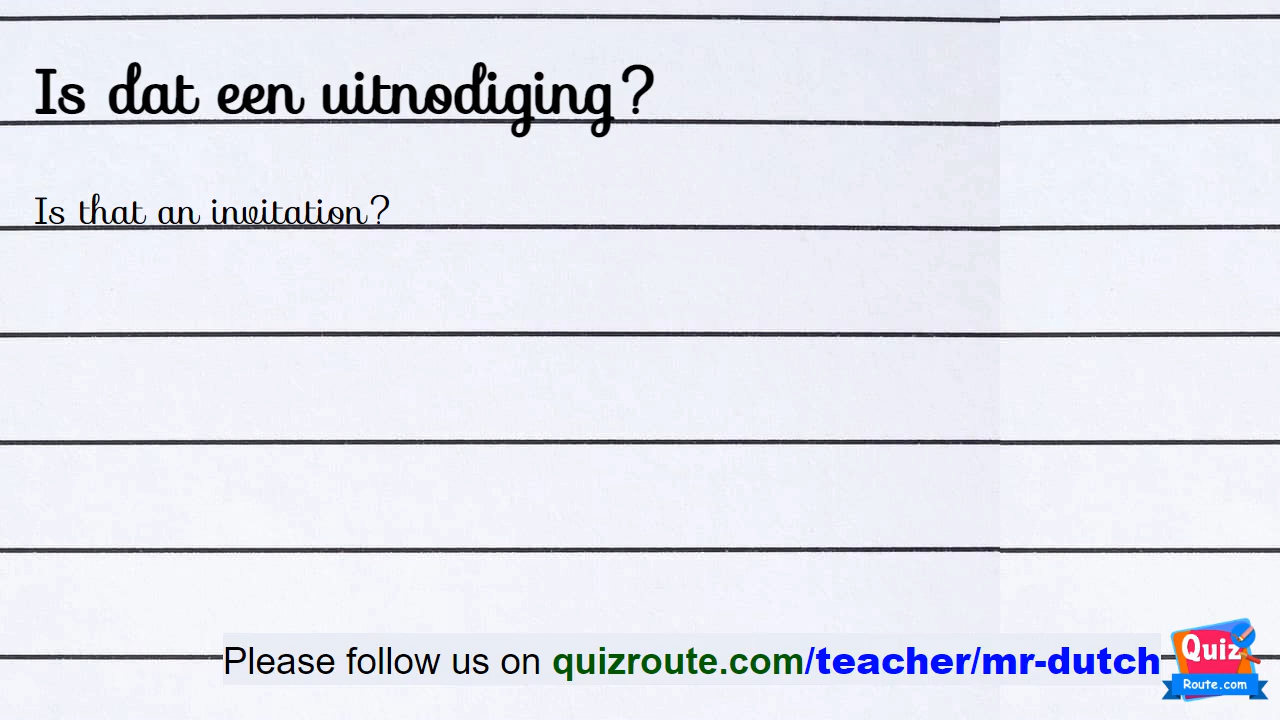 Is dat een uitnodiging?
Is that an invitation?
Please follow us on quizroute.com/teacher/mr-dutch
Quiz
Route.com